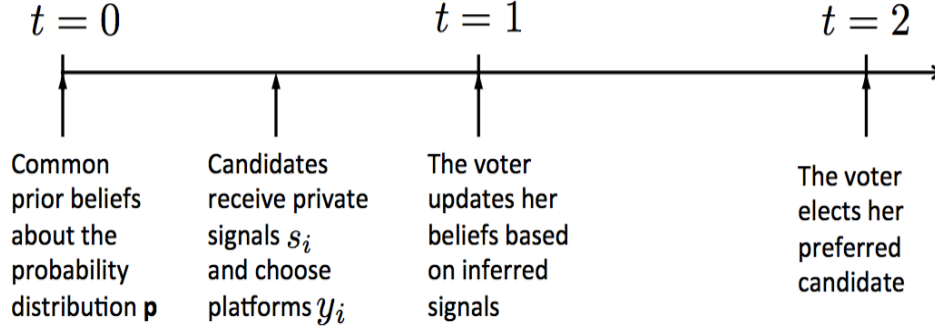 t = 0
t = 1
t = 2
Common
prior beliefs
about the
probability
distribution p
Candidates
receive private
signals s_i
and choose
platforms y_i
The voter
updates her
beliefs based
on inferred
signals
The voter
elects her
preferred
candidate